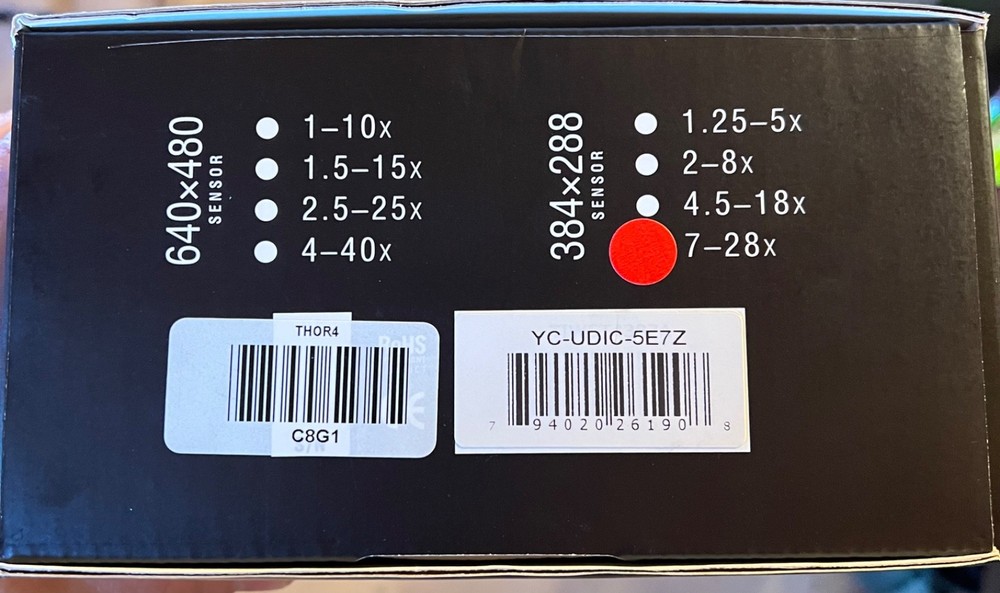 640×480
SENSOR
1–10x
1.5–15x
2.5–25x
4–40x
384×288
SENSOR
1.25–5x
2–8x
4.5–18x
7–28x
THOR4
RoHS
C8G1
S/N
YC-UDIC-5E7Z
7 94020 26190 8